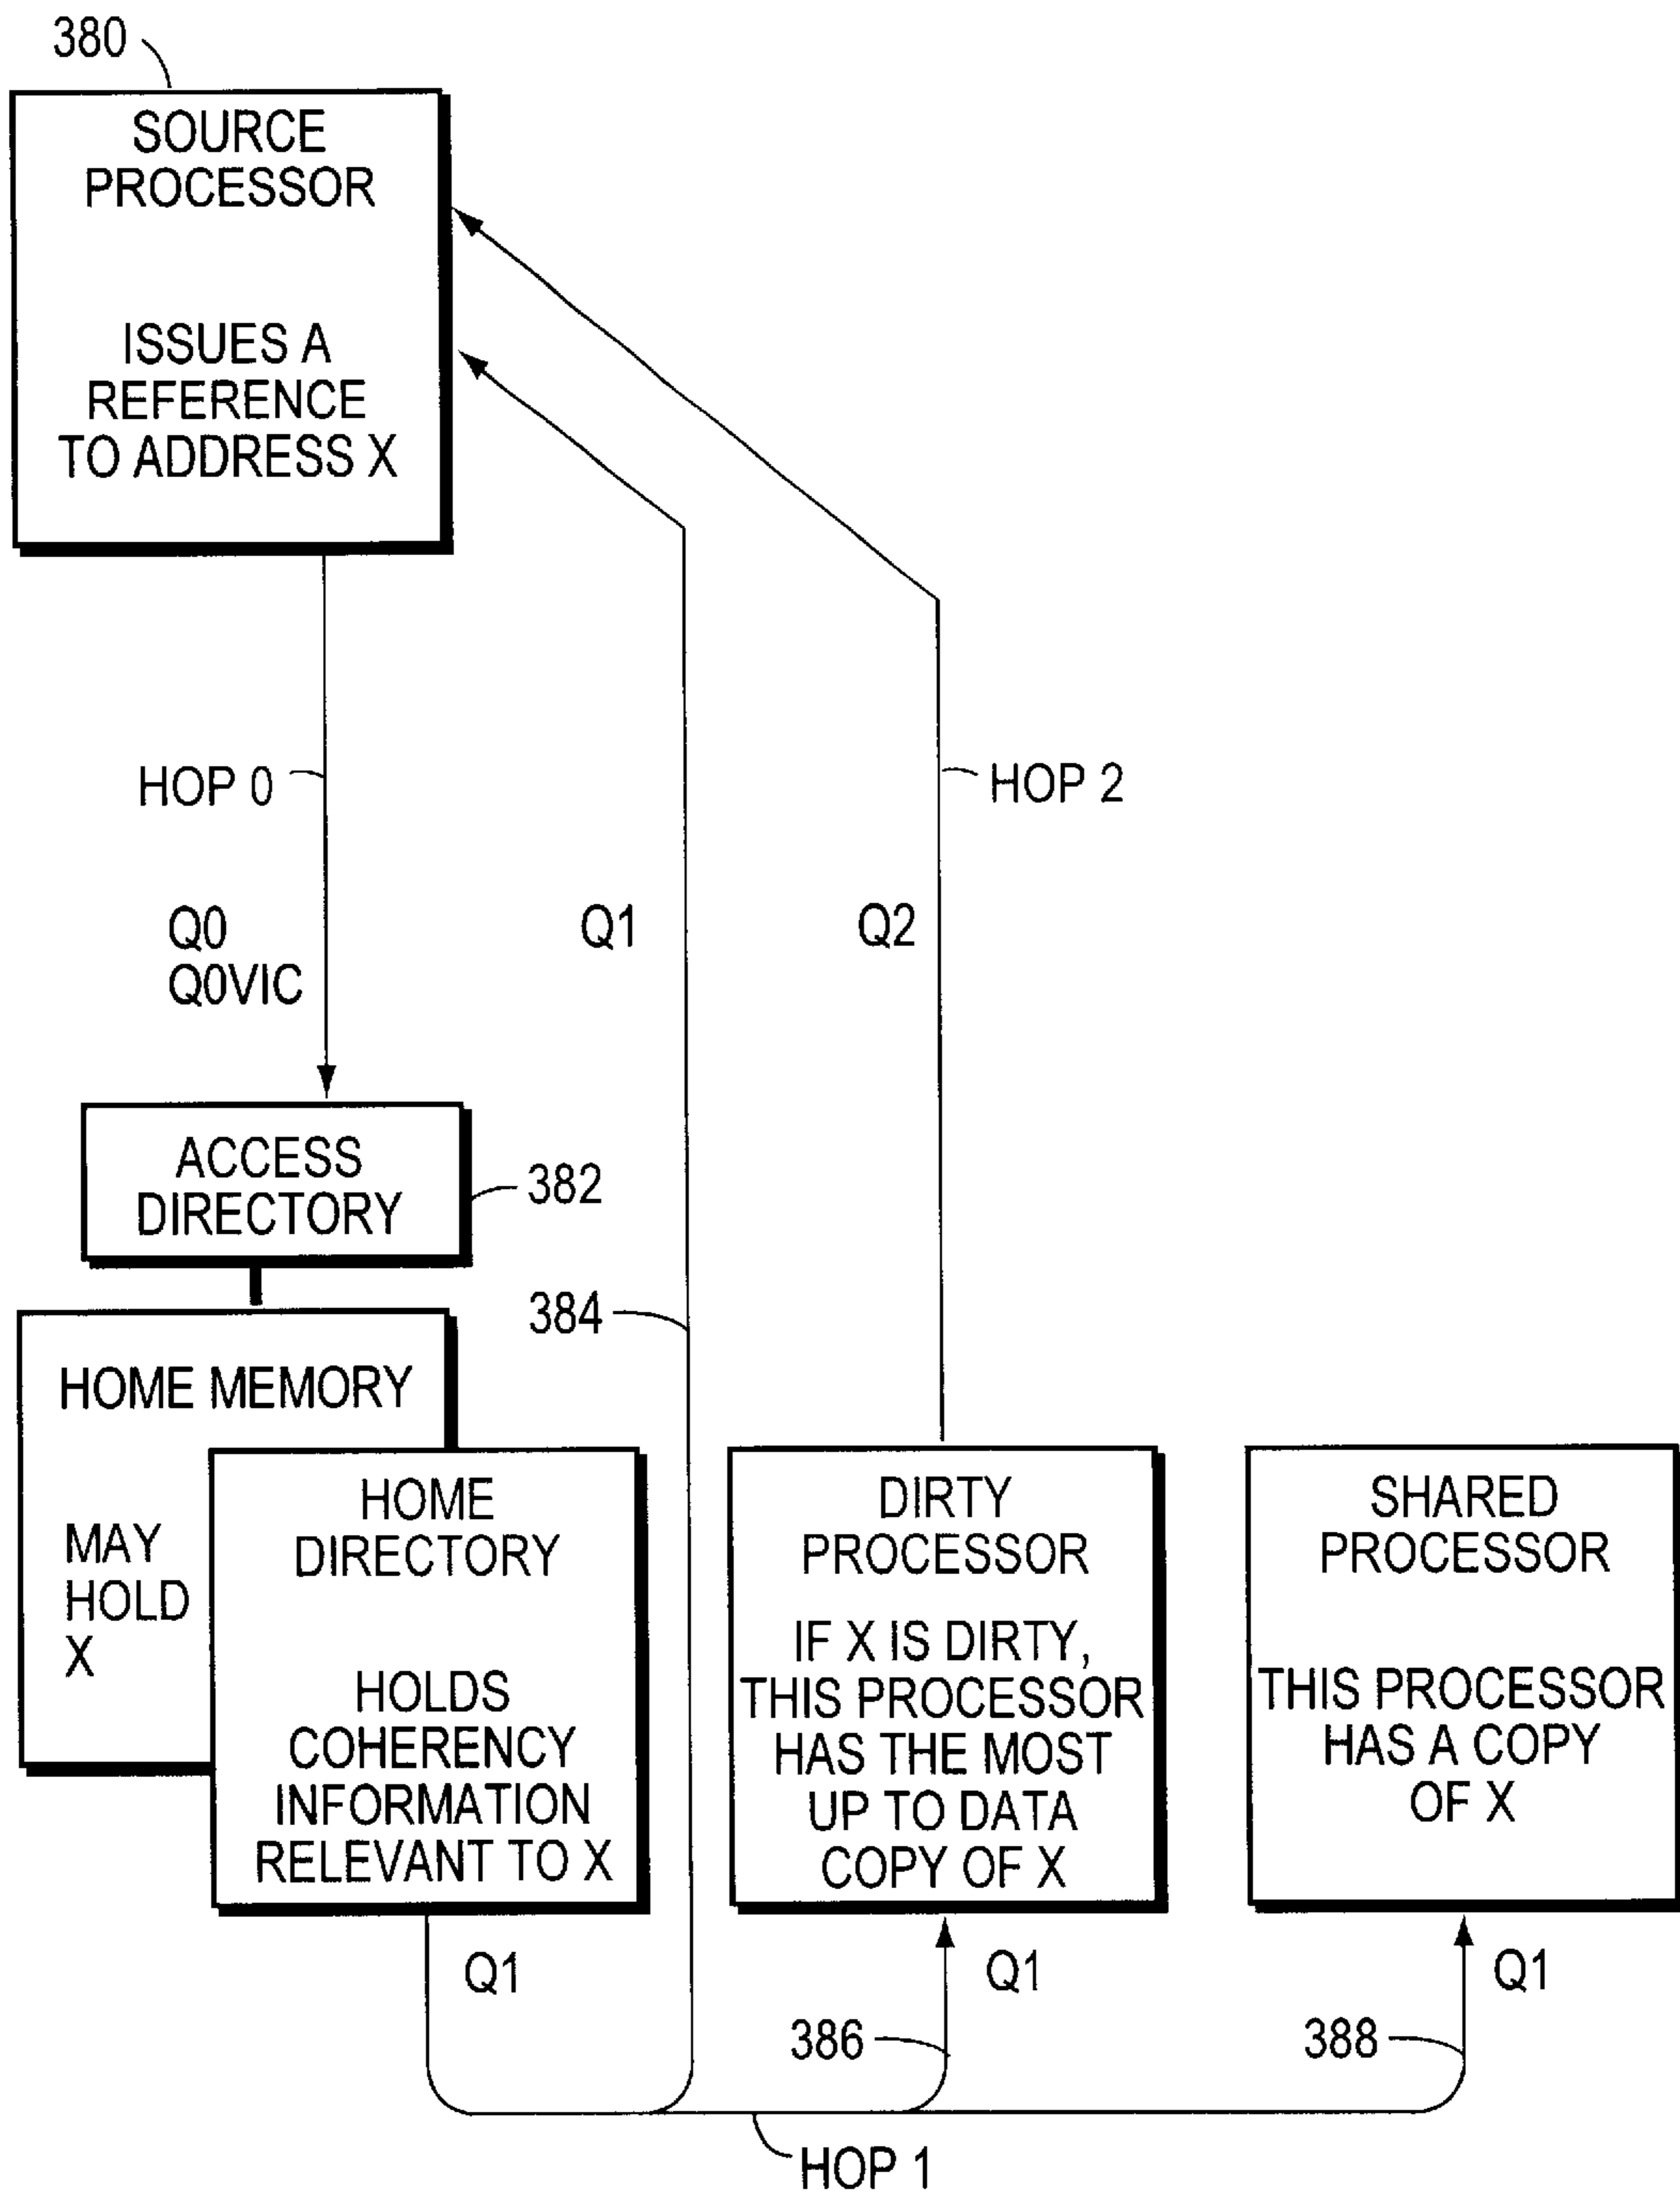 380
SOURCE
PROCESSOR
ISSUES A
REFERENCE
TO ADDRESS X
HOP 0
HOP 2
Q0
Q0VIC
Q1
Q2
ACCESS
DIRECTORY
382
384
HOME MEMORY
MAY
HOLD
X
HOME
DIRECTORY
HOLDS
COHERENCY
INFORMATION
RELEVANT TO X
DIRTY
PROCESSOR
IF X IS DIRTY,
THIS PROCESSOR
HAS THE MOST
UP TO DATA
COPY OF X
SHARED
PROCESSOR
THIS PROCESSOR
HAS A COPY
OF X
Q1
Q1
Q1
386
388
HOP 1